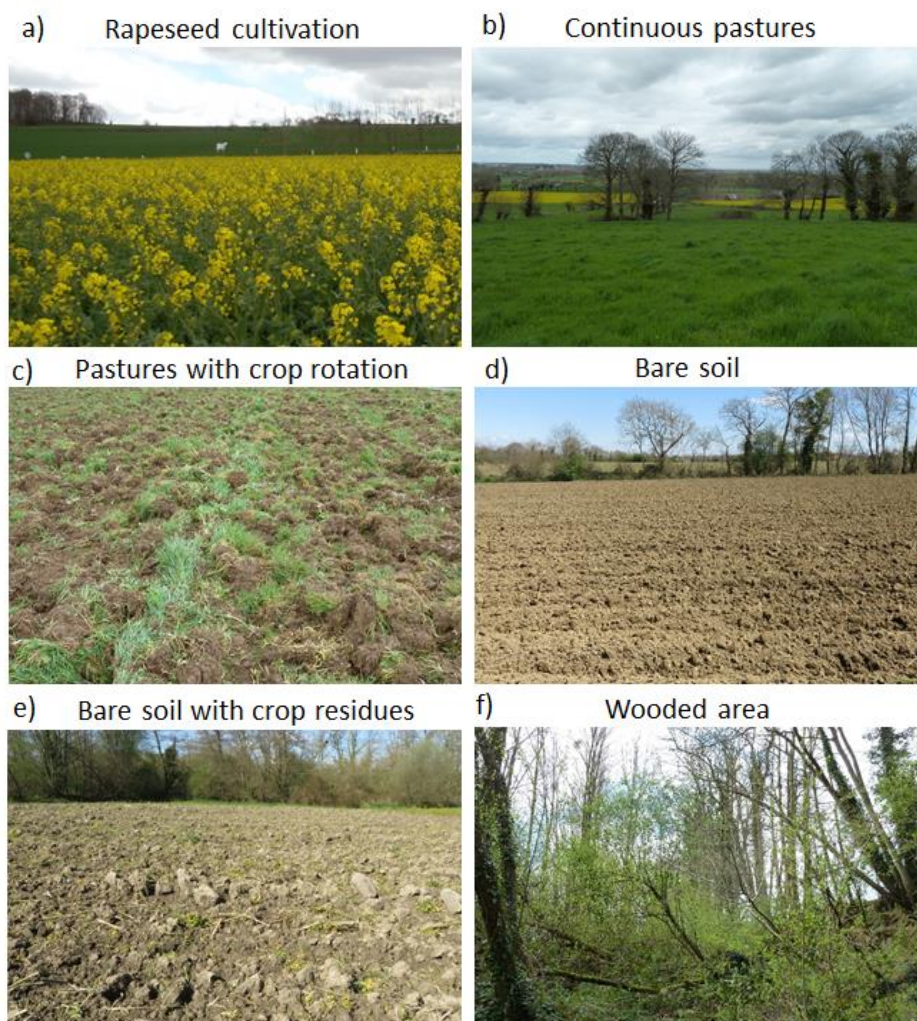 a) Rapeseed cultivation
b) Continuous pastures
c) Pastures with crop rotation
d) Bare soil
e) Bare soil with crop residues
f) Wooded area